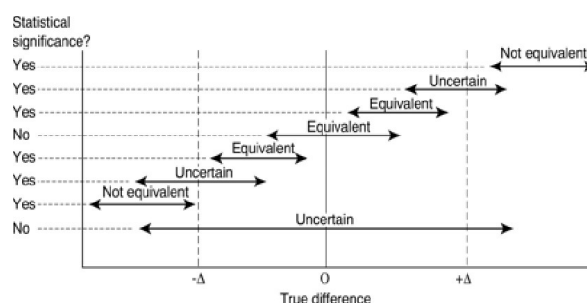 Statistical
significance?
Yes Not equivalent
Yes Uncertain
Yes Equivalent
No Equivalent
Yes Equivalent
Yes Uncertain
Yes Not equivalent
No Uncertain
-Δ O +Δ
True difference